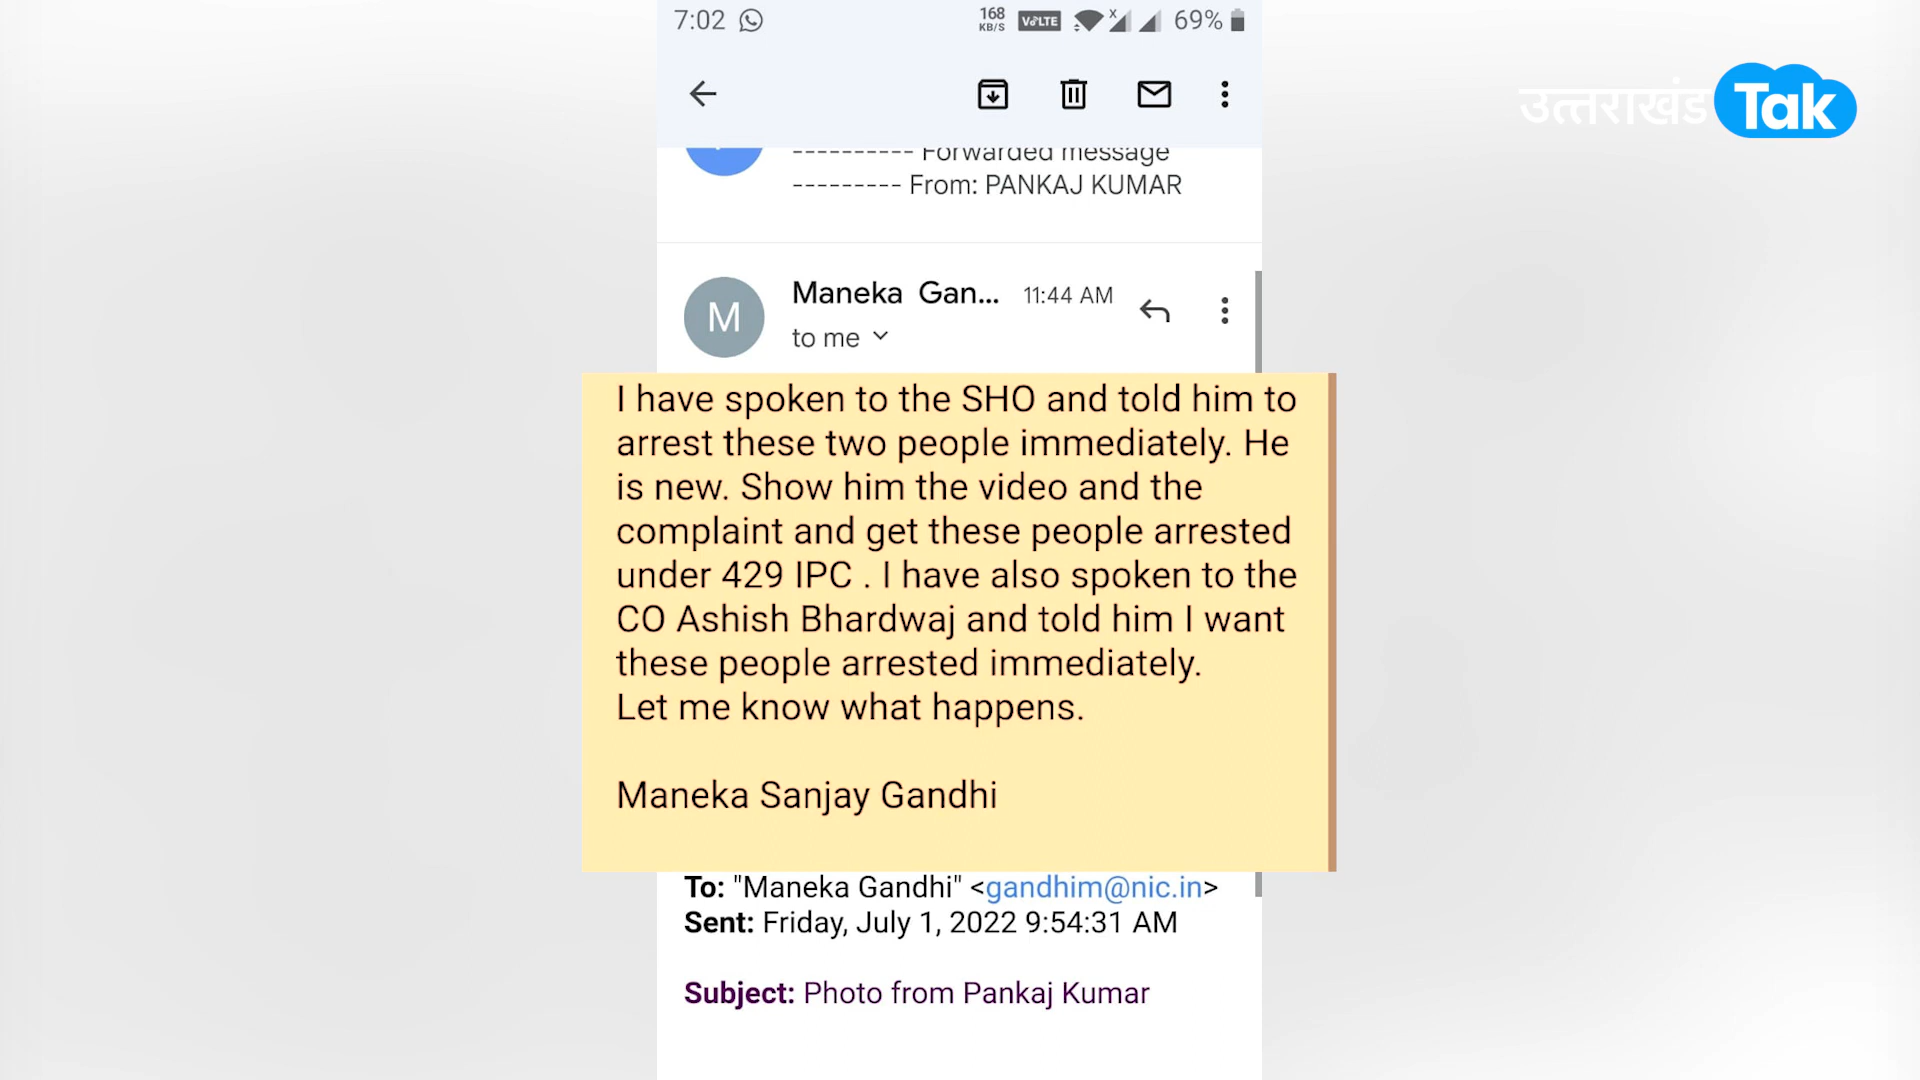 7:02
168
KB/S
VoLTE
x
69%
उत्तराखंड Tak
---------- Forwarded message
--------- From: PANKAJ KUMAR
M
Maneka Gan... 11:44 AM
to me
I have spoken to the SHO and told him to
arrest these two people immediately. He
is new. Show him the video and the
complaint and get these people arrested
under 429 IPC . I have also spoken to the
CO Ashish Bhardwaj and told him I want
these people arrested immediately.
Let me know what happens.
Maneka Sanjay Gandhi
To: "Maneka Gandhi" <gandhim@nic.in>
Sent: Friday, July 1, 2022 9:54:31 AM
Subject: Photo from Pankaj Kumar